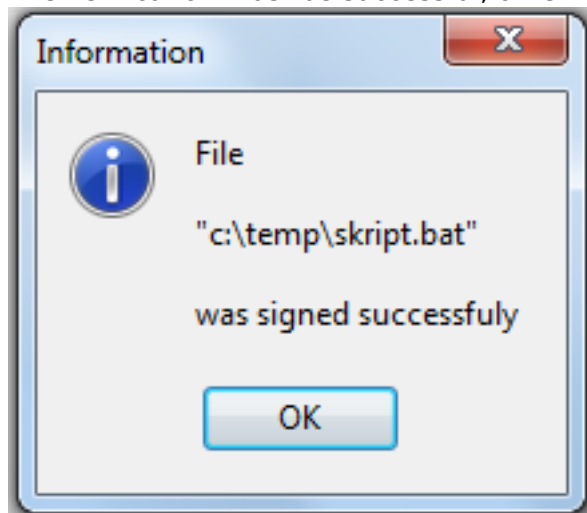 Information
File
"c:\temp\skript.bat"
was signed successfuly
OK